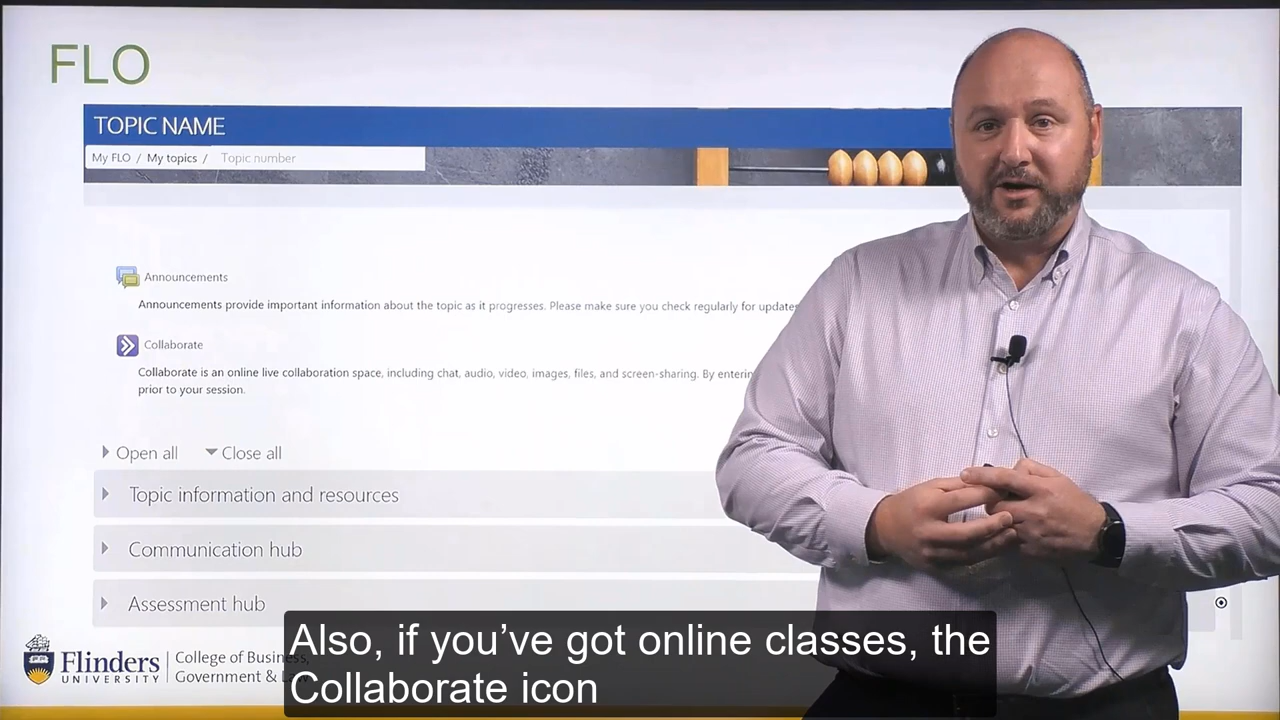 FLO
TOPIC NAME
My FLO / My topics / Topic number
Announcements
Announcements provide important information about the topic as it progresses. Please make sure you check regularly for updates
Collaborate
Collaborate is an online live collaboration space, including chat, audio, video, images, files, and screen-sharing. By enterin
prior to your session.
Open all Close all
Topic information and resources
Communication hub
Assessment hub
Flinders
UNIVERSITY
College of Business,
Government &
Also, if you’ve got online classes, the
Collaborate icon